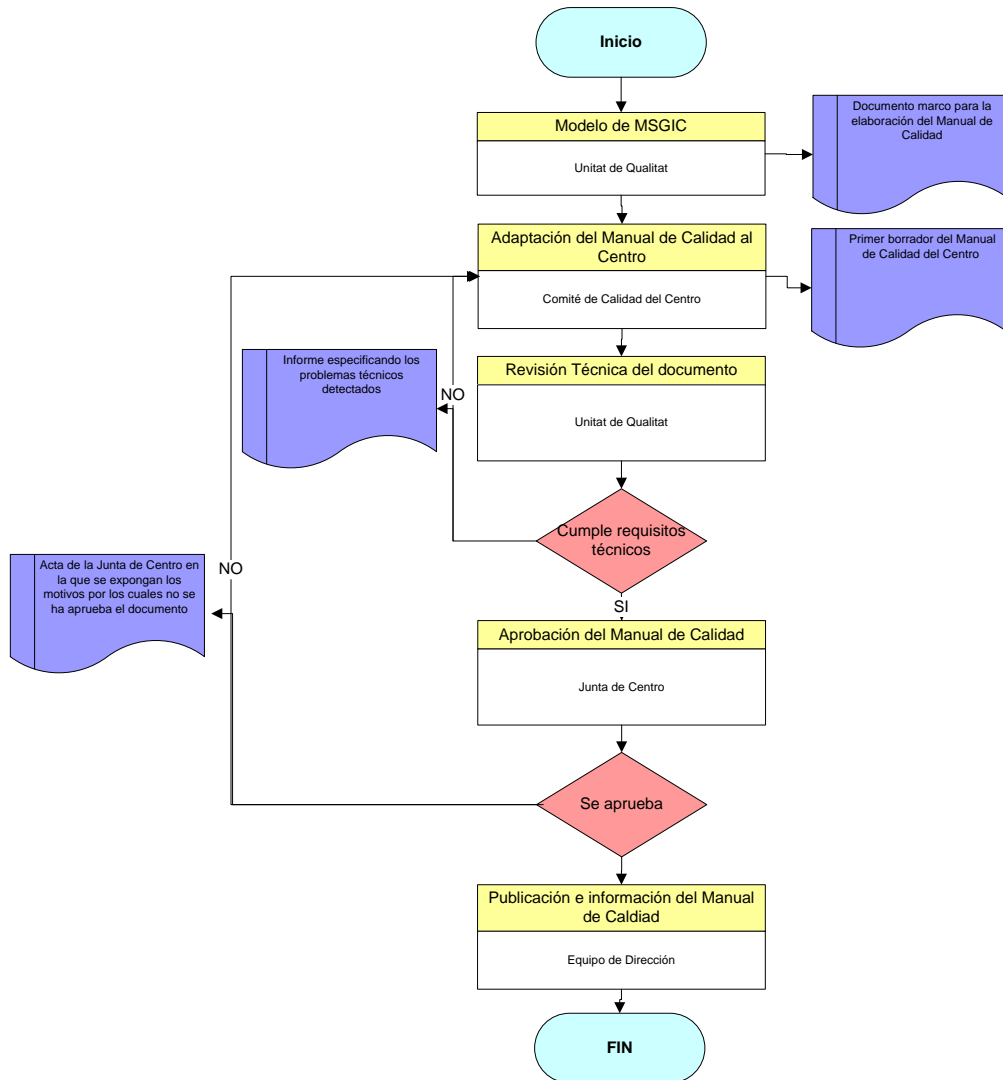 Inicio
Modelo de MSGIC
Unitat de Qualitat
Documento marco para la
elaboración del Manual de
Calidad
Adaptación del Manual de Calidad al
Centro
Comité de Calidad del Centro
Primer borrador del Manual
de Calidad del Centro
Revisión Técnica del documento
Unitat de Qualitat
Informe especificando los
problemas técnicos
detectados
NO
Cumple requisitos
técnicos
SI
Acta de la Junta de Centro en
la que se expongan los
motivos por los cuales no se
ha aprueba el documento
NO
Aprobación del Manual de Calidad
Junta de Centro
Se aprueba
Publicación e información del Manual
de Caldiad
Equipo de Dirección
FIN